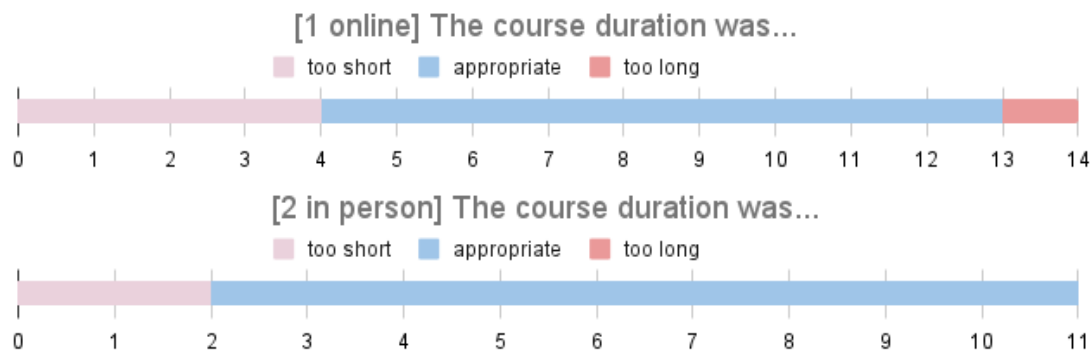 [1 online] The course duration was...
too short appropriate too long
0 1 2 3 4 5 6 7 8 9 10 11 12 13 14
[2 in person] The course duration was...
too short appropriate too long
0 1 2 3 4 5 6 7 8 9 10 11